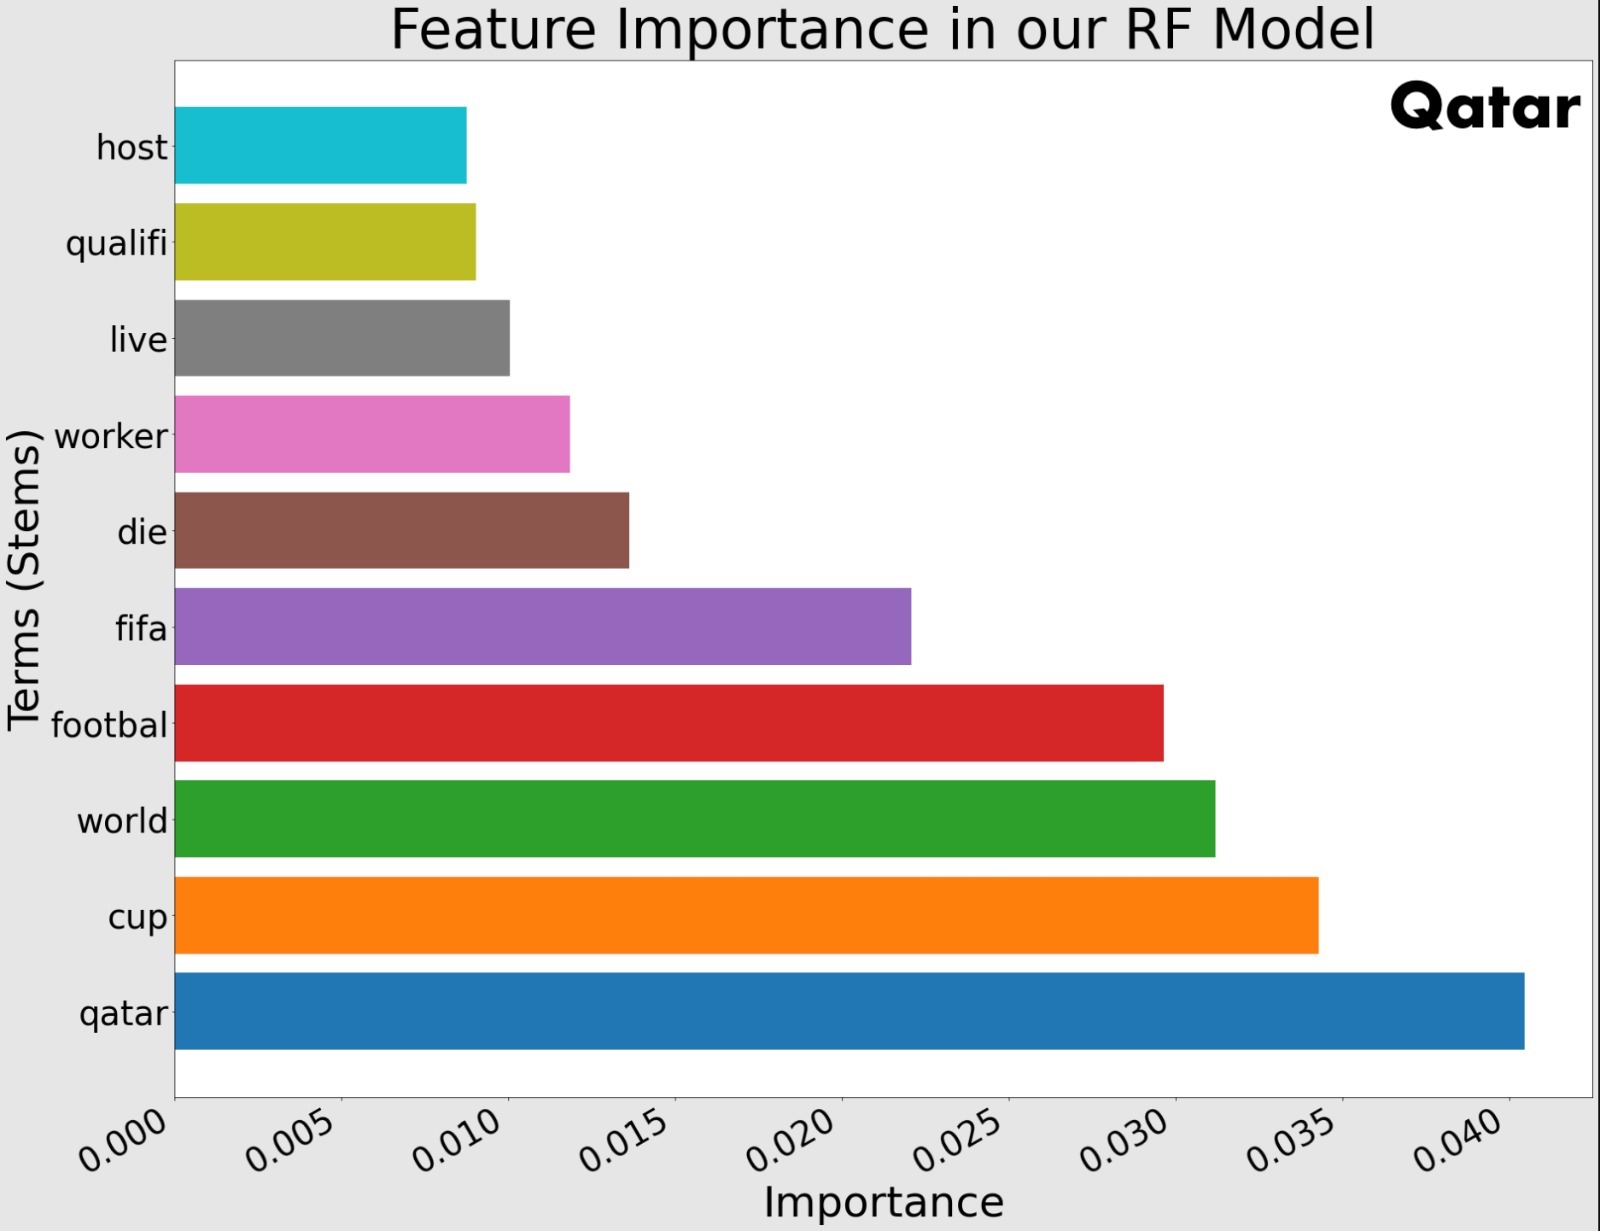 Feature Importance in our RF Model
Qatar
Terms (Stems)
host
qualifi
live
worker
die
fifa
footbal
world
cup
qatar
0.000 0.005 0.010 0.015 0.020 0.025 0.030 0.035 0.040
Importance